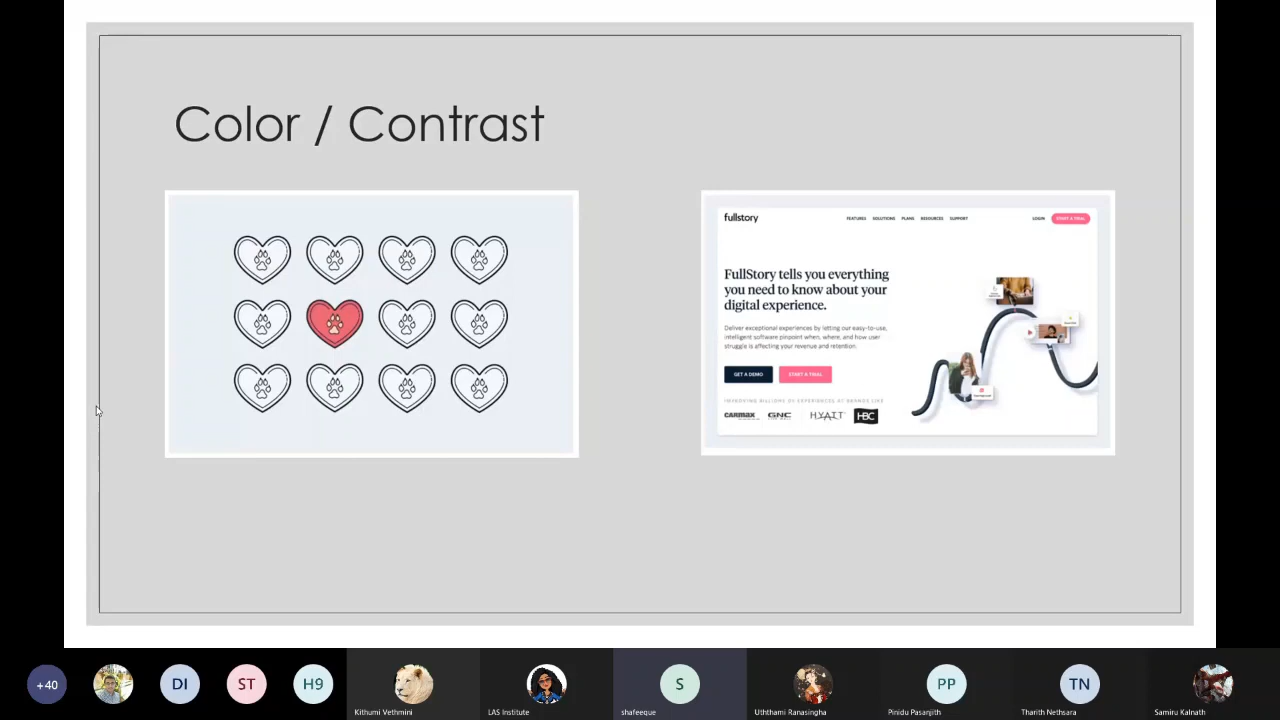 Color / Contrast
fullstory
FEATURES SOLUTIONS PLANS RESOURCES SUPPORT
LOGIN START A TRIAL
FullStory tells you everything
you need to know about your
digital experience.
Deliver exceptional experiences by letting our easy-to-use,
intelligent software pinpoint when, where, and how user
struggle is affecting your revenue and retention.
GET A DEMO START A TRIAL
IMPROVING BILLIONS OF EXPERIENCES AT BRANDS LIKE
CARMAX GNC HYATT HBC
+40 DI ST H9 S PP TN
Kithumi Vethmini LAS Institute shafeeque Uththami Ranasingha Pinidu Pasanjith Tharith Nethsara Samiru Kalnath